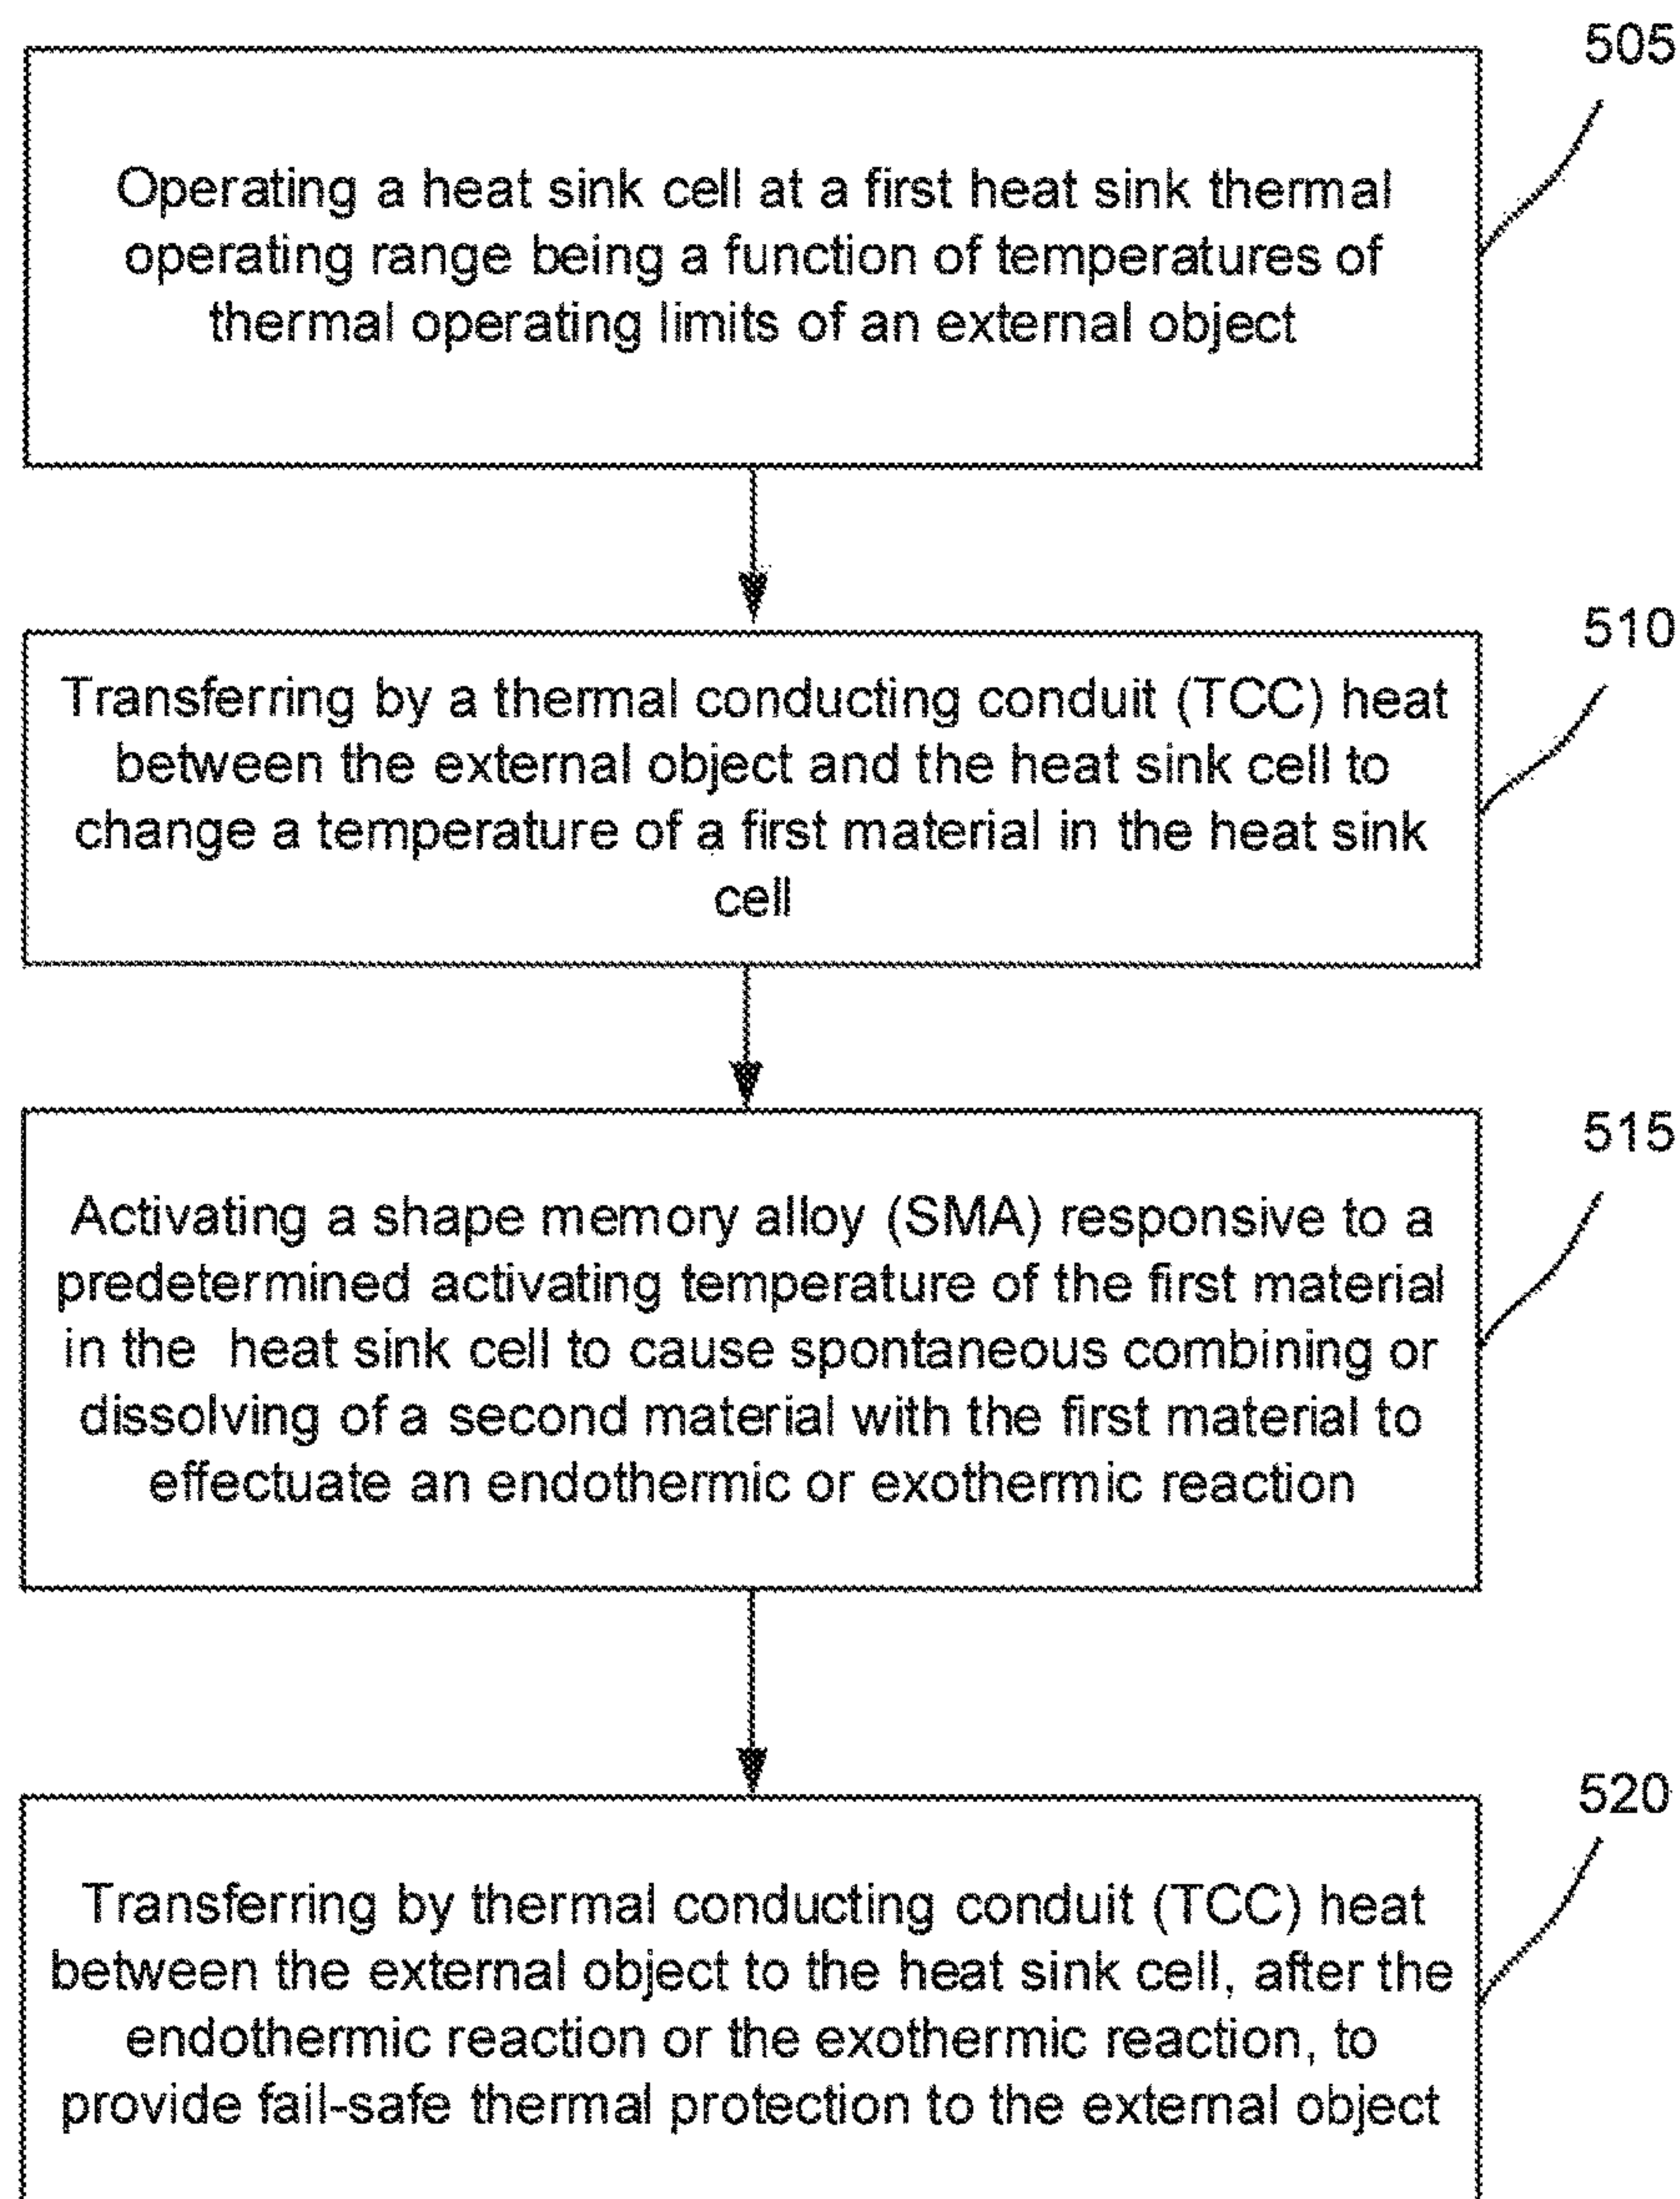 505
Operating a heat sink cell at a first heat sink thermal
operating range being a function of temperatures of
thermal operating limits of an external object
510
Transferring by a thermal conducting conduit (TCC) heat
between the external object and the heat sink cell to
change a temperature of a first material in the heat sink
cell
515
Activating a shape memory alloy (SMA) responsive to a
predetermined activating temperature of the first material
in the heat sink cell to cause spontaneous combining or
dissolving of a second material with the first material to
effectuate an endothermic or exothermic reaction
520
Transferring by thermal conducting conduit (TCC) heat
between the external object to the heat sink cell, after the
endothermic reaction or the exothermic reaction, to
provide fail-safe thermal protection to the external object